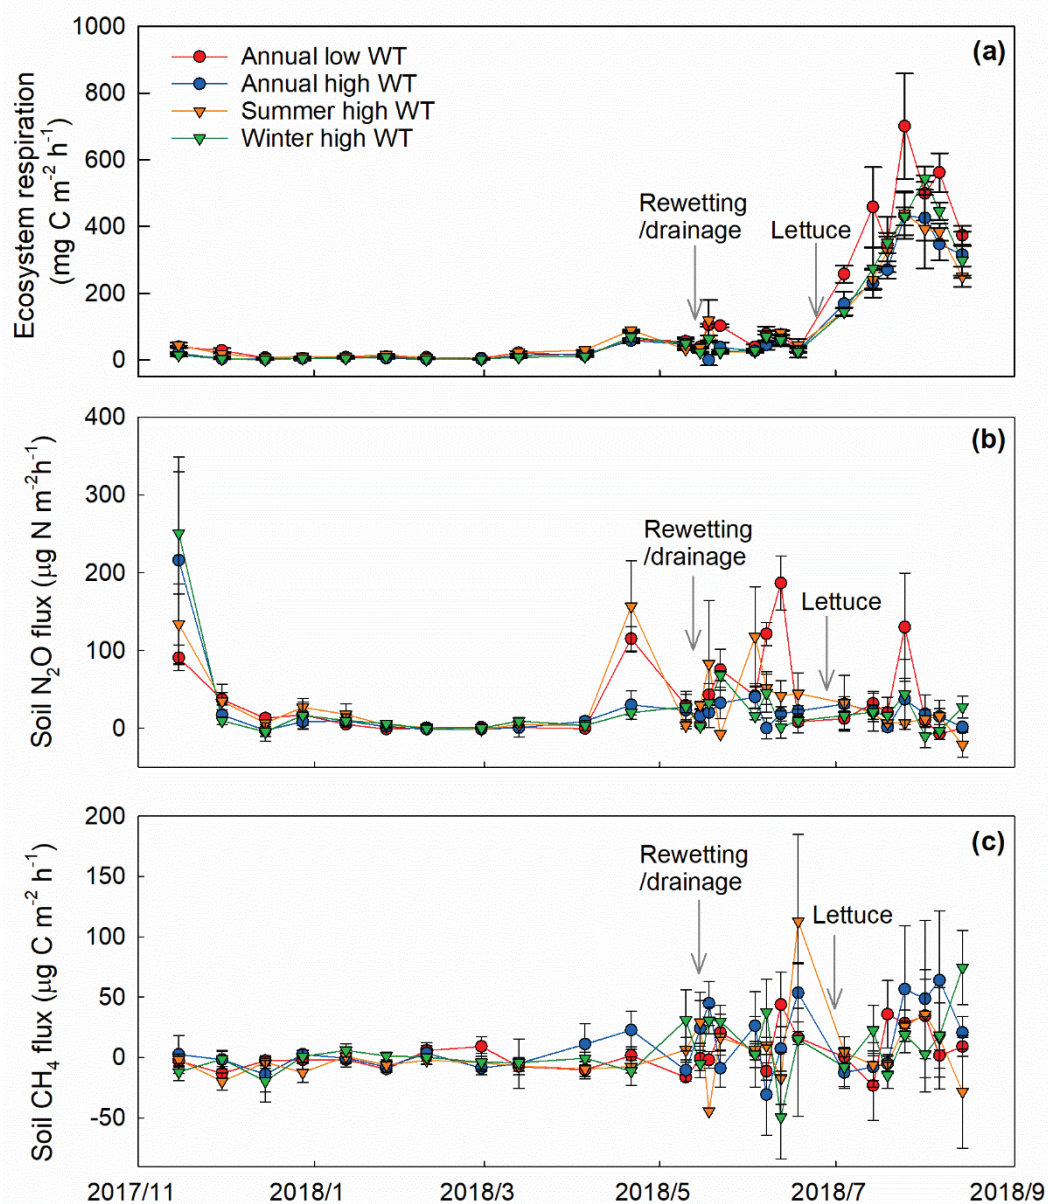 1000
800
600
400
200
0
Ecosystem respiration
(mg C m⁻² h⁻¹)
(a)
Annual low WT
Annual high WT
Summer high WT
Winter high WT
Rewetting
/drainage
Lettuce
400
300
200
100
0
Soil N₂O flux (µg N m⁻²h⁻¹)
(b)
Rewetting
/drainage
Lettuce
200
150
100
50
0
-50
Soil CH₄ flux (µg C m⁻² h⁻¹)
(c)
Rewetting
/drainage
Lettuce
2017/11 2018/1 2018/3 2018/5 2018/7 2018/9